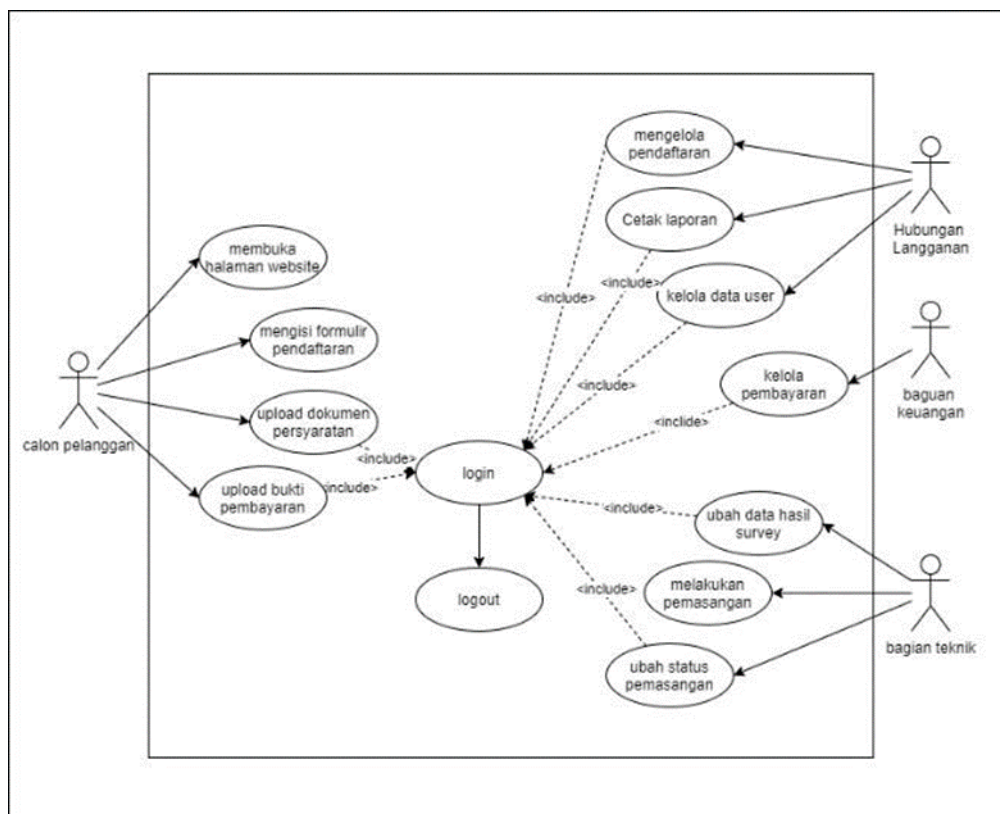 mengelola
pendaftaran
Cetak laporan
Hubungan
Langganan
membuka
halaman website
<include>
<include>
kelola data user
mengisi formulir
pendaftaran
kelola
pembayaran
<include>
baguan
keuangan
upload dokumen
persyaratan
calon pelanggan
<inclide>
<include>
login
upload bukti
pembayaran
include>
<include>
ubah data hasil
survey
<include>
melakukan
pemasangan
logout
bagian teknik
ubah status
pemasangan